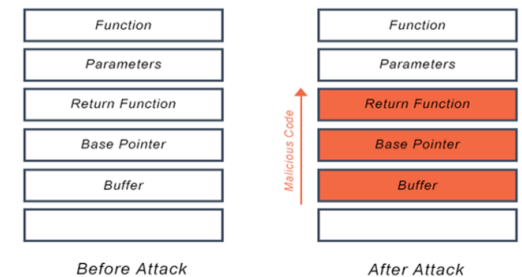 Function
Parameters
Return Function
Base Pointer
Buffer
Before Attack
Malicious Code
Function
Parameters
Return Function
Base Pointer
Buffer
After Attack